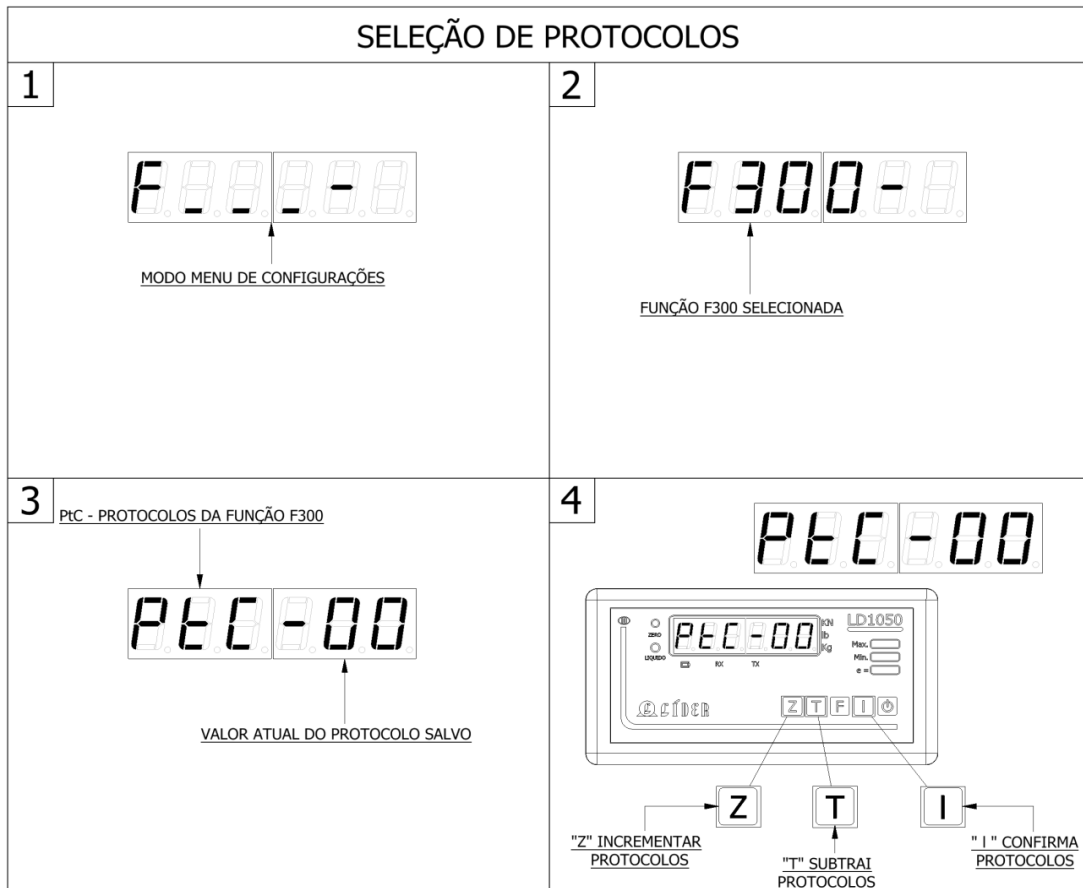 SELEÇÃO DE PROTOCOLOS
1
F _ _ _ -
MODO MENU DE CONFIGURAÇÕES
2
F300-
FUNÇÃO F300 SELECIONADA
3
PtC - PROTOCOLOS DA FUNÇÃO F300
PtC-00
VALOR ATUAL DO PROTOCOLO SALVO
4
PtC-00
LD1050
ZERO
LIQUIDO
PtC-00
KN
lb
Kg
Max.
Min.
e =
RX TX
LÍDER
Z T F I
Z T I
"Z" INCREMENTAR
PROTOCOLOS
"T" SUBTRAI
PROTOCOLOS
" I " CONFIRMA
PROTOCOLOS